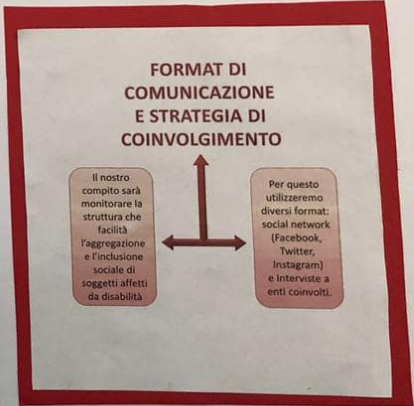 FORMAT DI
COMUNICAZIONE
E STRATEGIA DI
COINVOLGIMENTO
Il nostro
compito sarà
monitorare la
struttura che
facilità
l'aggregazione
e l'inclusione
sociale di
soggetti affetti
da disabilità
Per questo
utilizzeremo
diversi format:
social network
(Facebook,
Twitter,
Instagram)
e Interviste a
enti coinvolti.